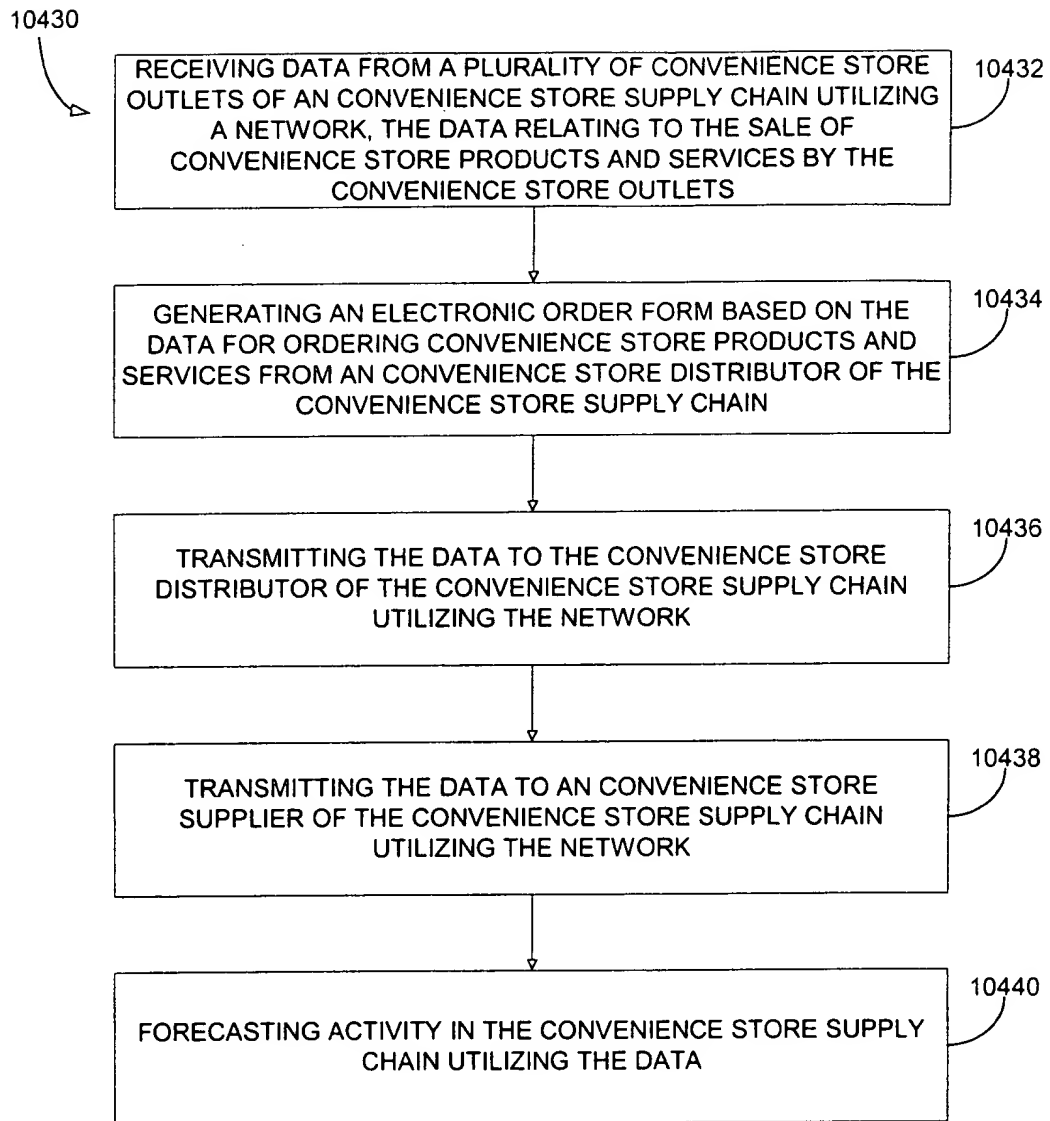 10430
RECEIVING DATA FROM A PLURALITY OF CONVENIENCE STORE
OUTLETS OF AN CONVENIENCE STORE SUPPLY CHAIN UTILIZING
A NETWORK, THE DATA RELATING TO THE SALE OF
CONVENIENCE STORE PRODUCTS AND SERVICES BY THE
CONVENIENCE STORE OUTLETS
10432
GENERATING AN ELECTRONIC ORDER FORM BASED ON THE
DATA FOR ORDERING CONVENIENCE STORE PRODUCTS AND
SERVICES FROM AN CONVENIENCE STORE DISTRIBUTOR OF THE
CONVENIENCE STORE SUPPLY CHAIN
10434
TRANSMITTING THE DATA TO THE CONVENIENCE STORE
DISTRIBUTOR OF THE CONVENIENCE STORE SUPPLY CHAIN
UTILIZING THE NETWORK
10436
TRANSMITTING THE DATA TO AN CONVENIENCE STORE
SUPPLIER OF THE CONVENIENCE STORE SUPPLY CHAIN
UTILIZING THE NETWORK
10438
FORECASTING ACTIVITY IN THE CONVENIENCE STORE SUPPLY
CHAIN UTILIZING THE DATA
10440